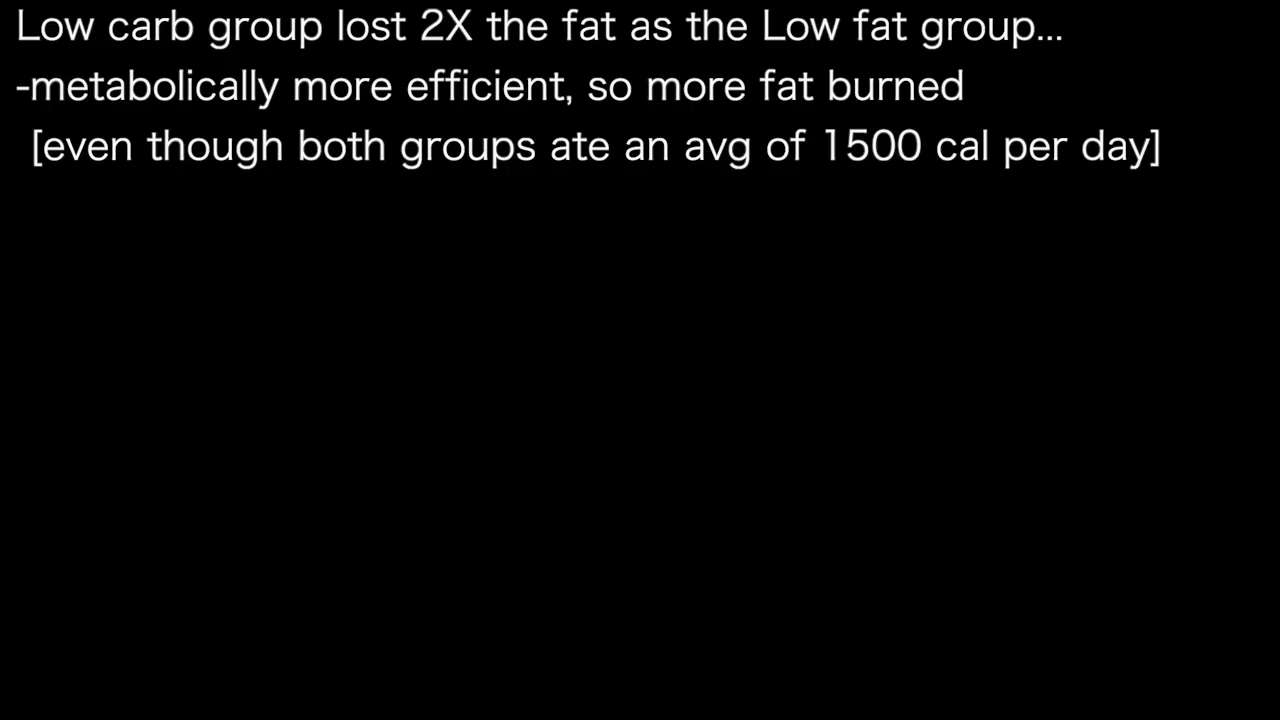 Low carb group lost 2X the fat as the Low fat group...
-metabolically more efficient, so more fat burned
[even though both groups ate an avg of 1500 cal per day]